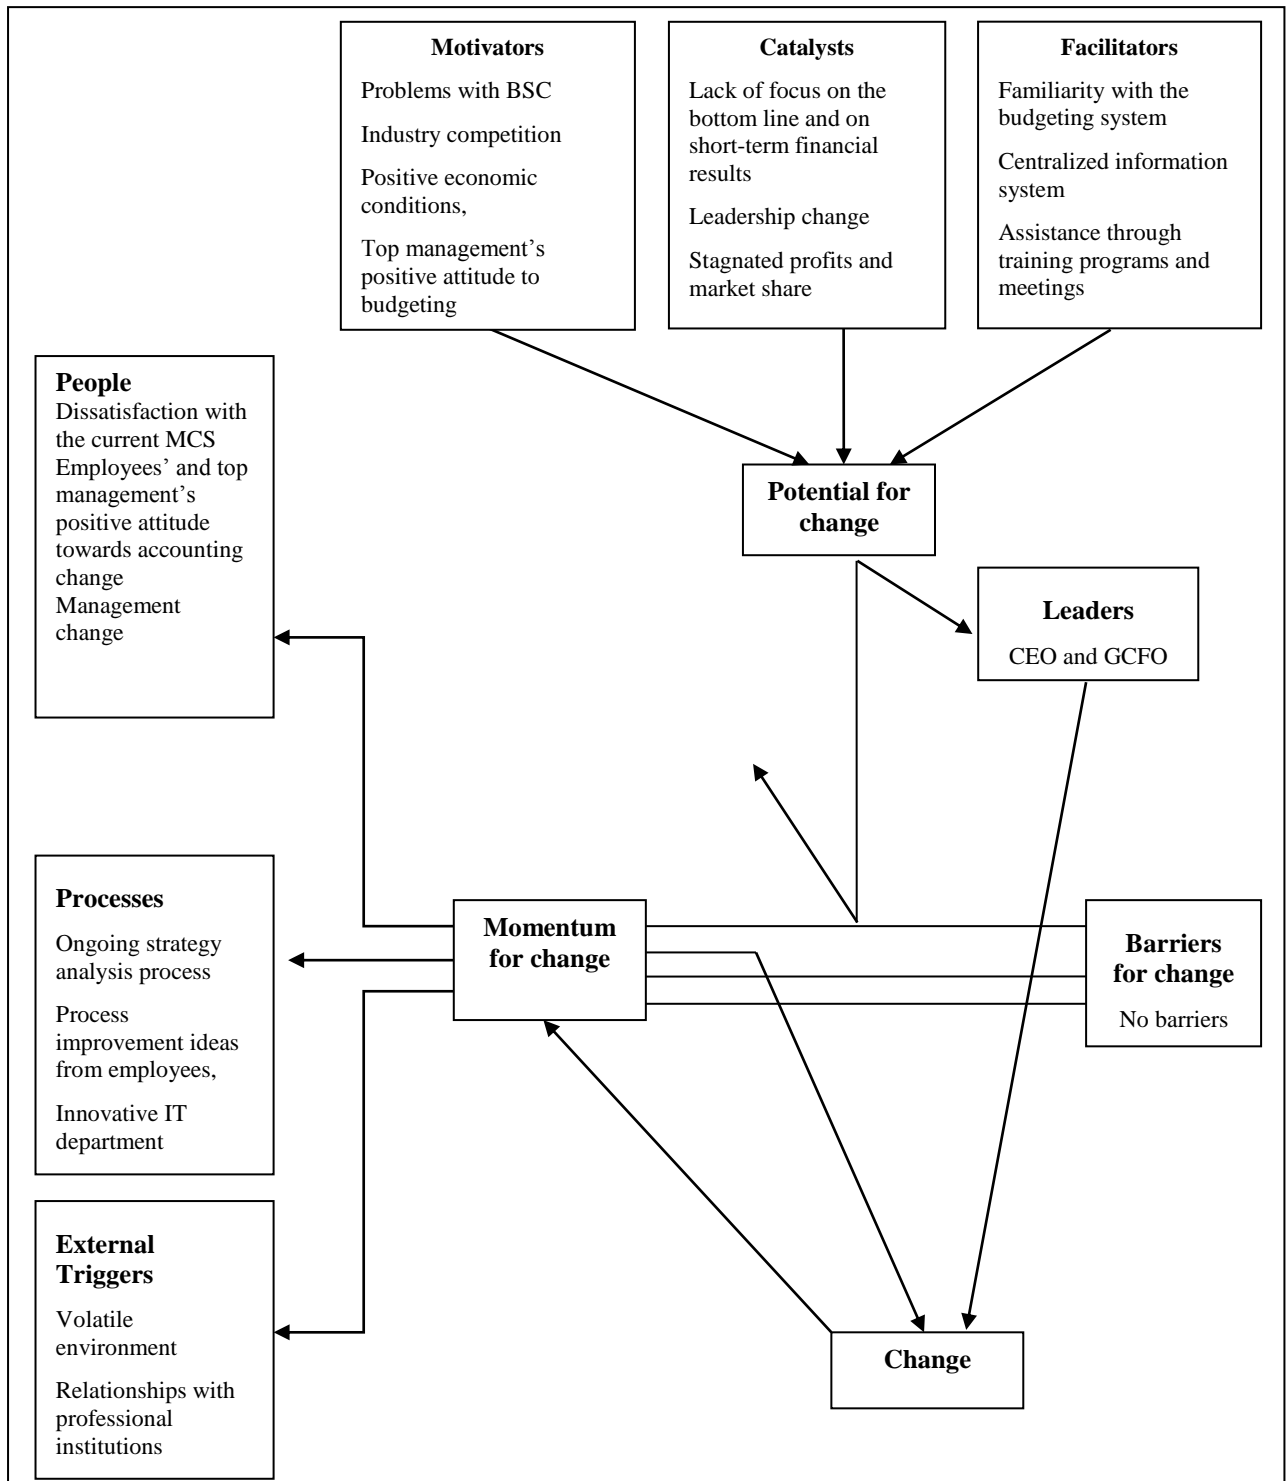 Motivators
Problems with BSC
Industry competition
Positive economic
conditions,
Top management’s
positive attitude to
budgeting
Catalysts
Lack of focus on the
bottom line and on
short-term financial
results
Leadership change
Stagnated profits and
market share
Facilitators
Familiarity with the
budgeting system
Centralized information
system
Assistance through
training programs and
meetings
People
Dissatisfaction with
the current MCS
Employees’ and top
management’s
positive attitude
towards accounting
change
Management
change
Potential for
change
Leaders
CEO and GCFO
Processes
Ongoing strategy
analysis process
Process
improvement ideas
from employees,
Innovative IT
department
Momentum
for change
Barriers
for change
No barriers
External
Triggers
Volatile
environment
Relationships with
professional
institutions
Change